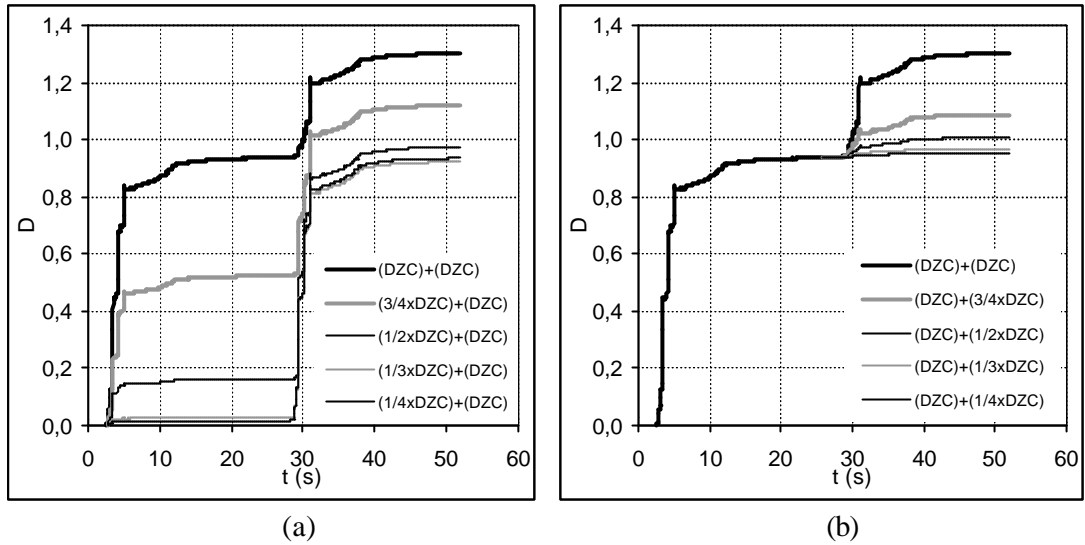 1,4
1,2
1,0
0,8
0,6
0,4
0,2
0,0
D
0 10 20 30 40 50 60
t (s)
(DZC)+(DZC)
(3/4xDZC)+(DZC)
(1/2xDZC)+(DZC)
(1/3xDZC)+(DZC)
(1/4xDZC)+(DZC)
(a)
1,4
1,2
1,0
0,8
0,6
0,4
0,2
0,0
D
0 10 20 30 40 50 60
t (s)
(DZC)+(DZC)
(DZC)+(3/4xDZC)
(DZC)+(1/2xDZC)
(DZC)+(1/3xDZC)
(DZC)+(1/4xDZC)
(b)